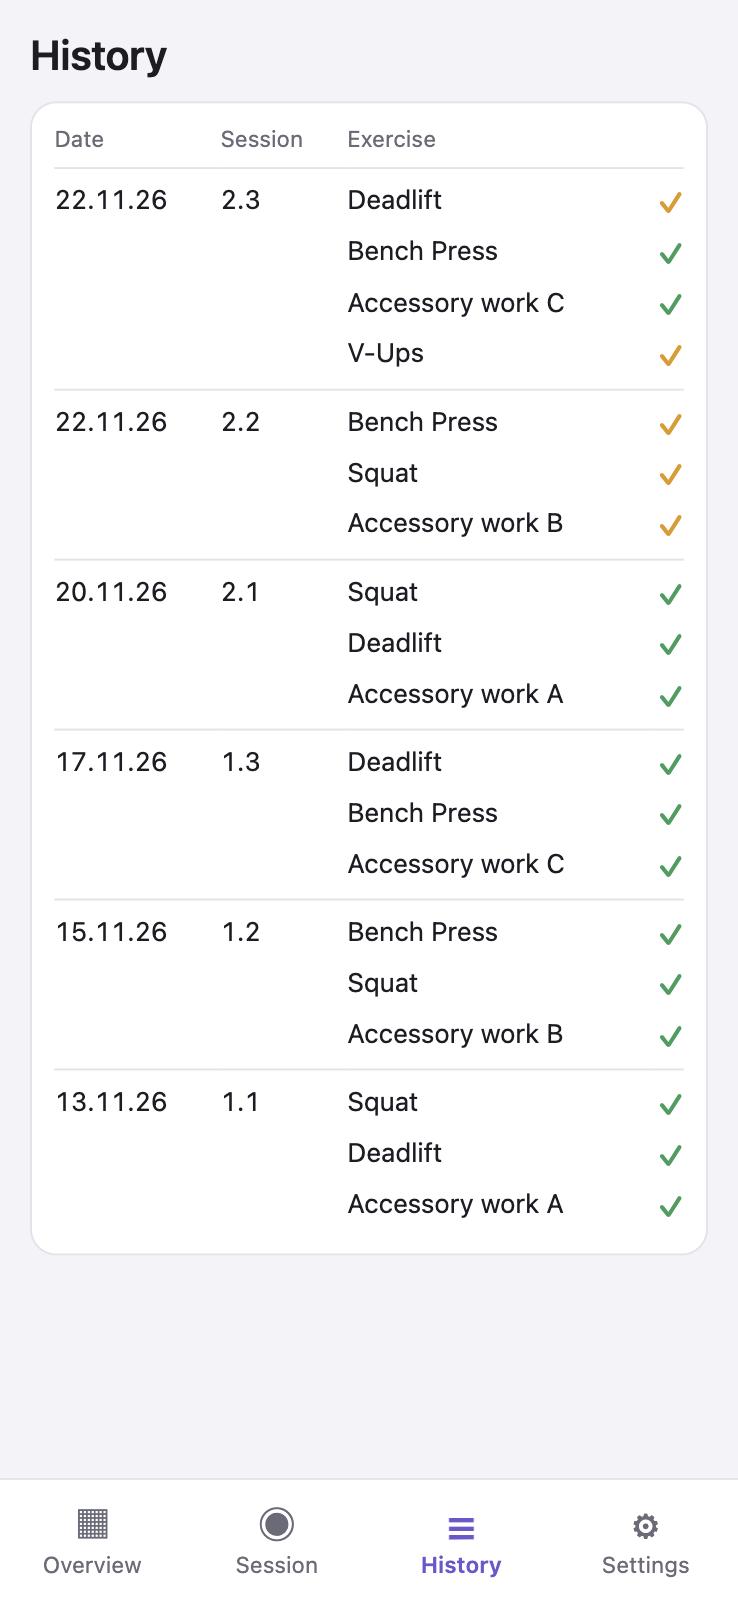 History
Date Session Exercise
22.11.26 2.3 Deadlift ✓
Bench Press ✓
Accessory work C ✓
V-Ups ✓
22.11.26 2.2 Bench Press ✓
Squat ✓
Accessory work B ✓
20.11.26 2.1 Squat ✓
Deadlift ✓
Accessory work A ✓
17.11.26 1.3 Deadlift ✓
Bench Press ✓
Accessory work C ✓
15.11.26 1.2 Bench Press ✓
Squat ✓
Accessory work B ✓
13.11.26 1.1 Squat ✓
Deadlift ✓
Accessory work A ✓
Overview Session History Settings